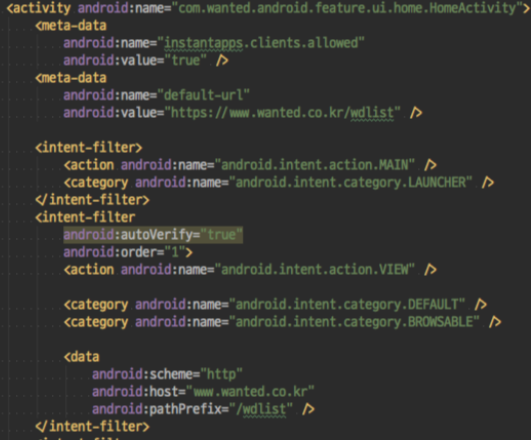 <activity android:name="com.wanted.android.feature.ui.home.HomeActivity">
<meta-data
android:name="instantapps.clients.allowed"
android:value="true" />
<meta-data
android:name="default-url"
android:value="https://www.wanted.co.kr/wdlist" />
<intent-filter>
<action android:name="android.intent.action.MAIN" />
<category android:name="android.intent.category.LAUNCHER" />
</intent-filter>
<intent-filter
android:autoVerify="true"
android:order="1">
<action android:name="android.intent.action.VIEW" />
<category android:name="android.intent.category.DEFAULT" />
<category android:name="android.intent.category.BROWSABLE" />
<data
android:scheme="http"
android:host="www.wanted.co.kr"
android:pathPrefix="/wdlist" />
</intent-filter>